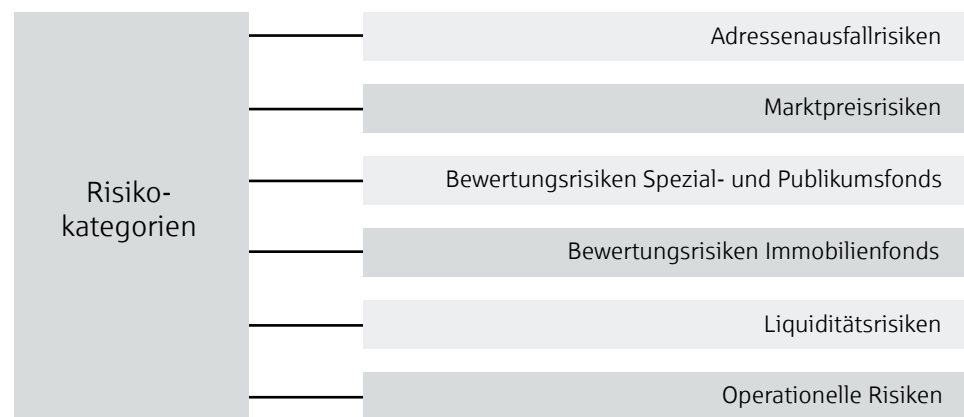 Risiko-
kategorien
Adressenausfallrisiken
Marktpreisrisiken
Bewertungsrisiken Spezial- und Publikumsfonds
Bewertungsrisiken Immobilienfonds
Liquiditätsrisiken
Operationelle Risiken